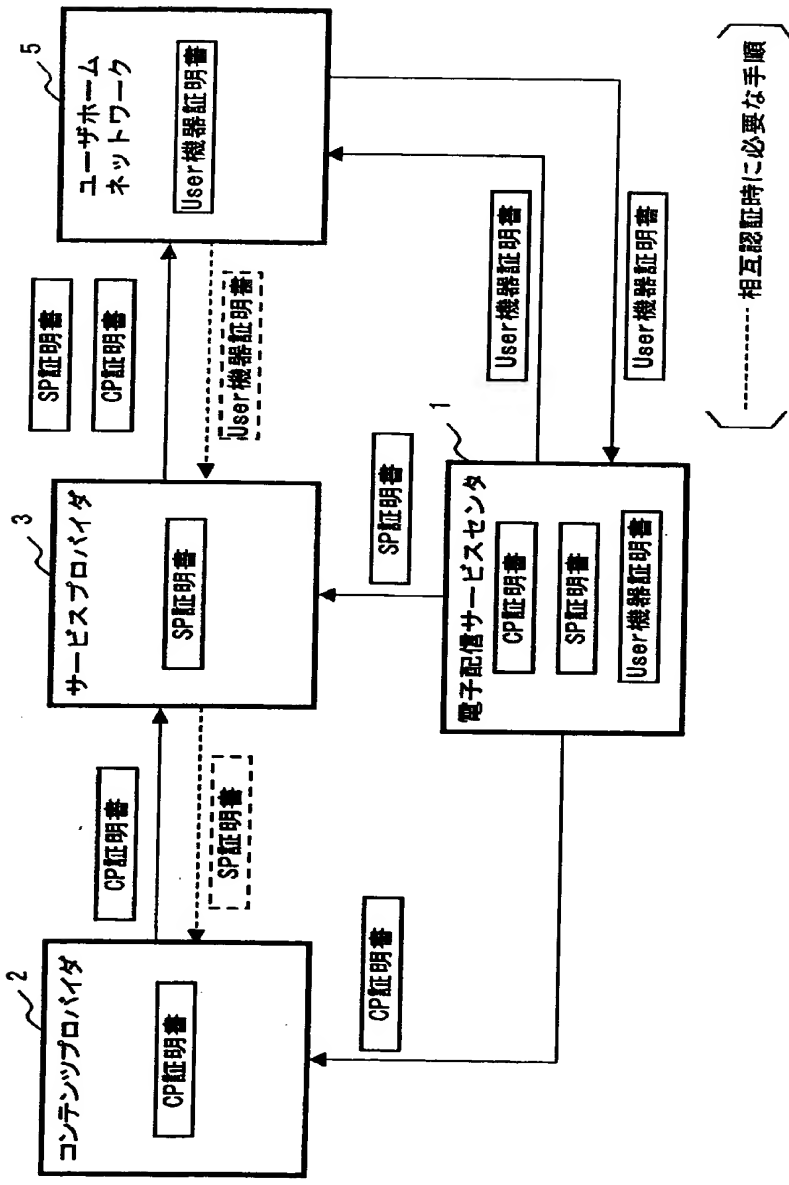 2
コンテンツプロバイダ
CP証明書
CP証明書
SP証明書
CP証明書
3
サービスプロバイダ
SP証明書
SP証明書
CP証明書
User機器証明書
SP証明書
5
ユーザホーム
ネットワーク
User機器証明書
1
電子配信サービスセンタ
CP証明書
SP証明書
User機器証明書
User機器証明書
User機器証明書
相互認証時に必要な手順